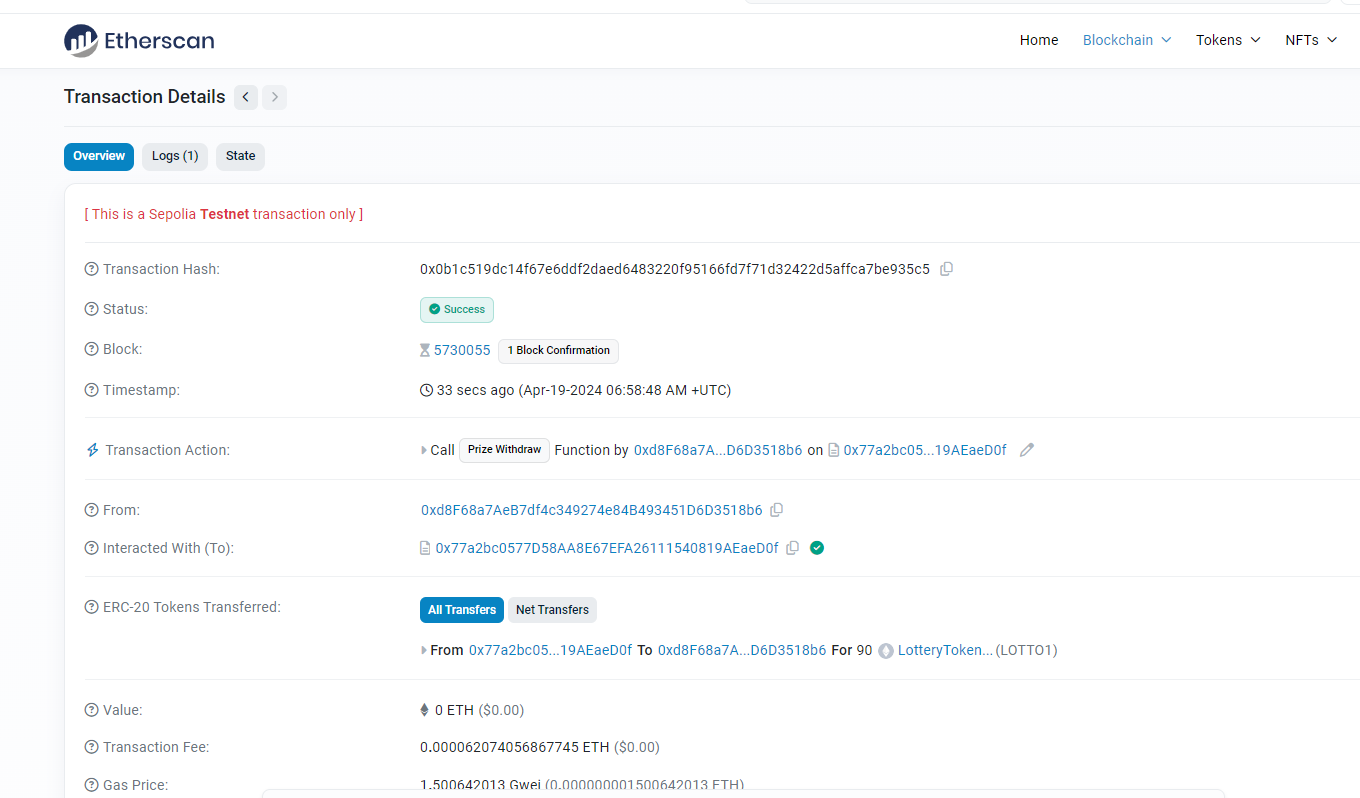 Etherscan
Home Blockchain Tokens NFTs
Transaction Details
Overview Logs (1) State
[ This is a Sepolia Testnet transaction only ]
Transaction Hash: 0x0b1c519dc14f67e6ddf2daed6483220f95166fd7f71d32422d5affca7be935c5
Status: Success
Block: 5730055 1 Block Confirmation
Timestamp: 33 secs ago (Apr-19-2024 06:58:48 AM +UTC)
Transaction Action: Call Prize Withdraw Function by 0xd8F68a7A...D6D3518b6 on 0x77a2bc05...19AEaeD0f
From: 0xd8F68a7AeB7df4c349274e84B493451D6D3518b6
Interacted With (To): 0x77a2bc0577D58AA8E67EFA26111540819AEaeD0f
ERC-20 Tokens Transferred: All Transfers Net Transfers
From 0x77a2bc05...19AEaeD0f To 0xd8F68a7A...D6D3518b6 For 90 LotteryToken... (LOTTO1)
Value: 0 ETH ($0.00)
Transaction Fee: 0.000062074056867745 ETH ($0.00)
Gas Price: 1.500642013 Gwei (0.000000001500642013 ETH)